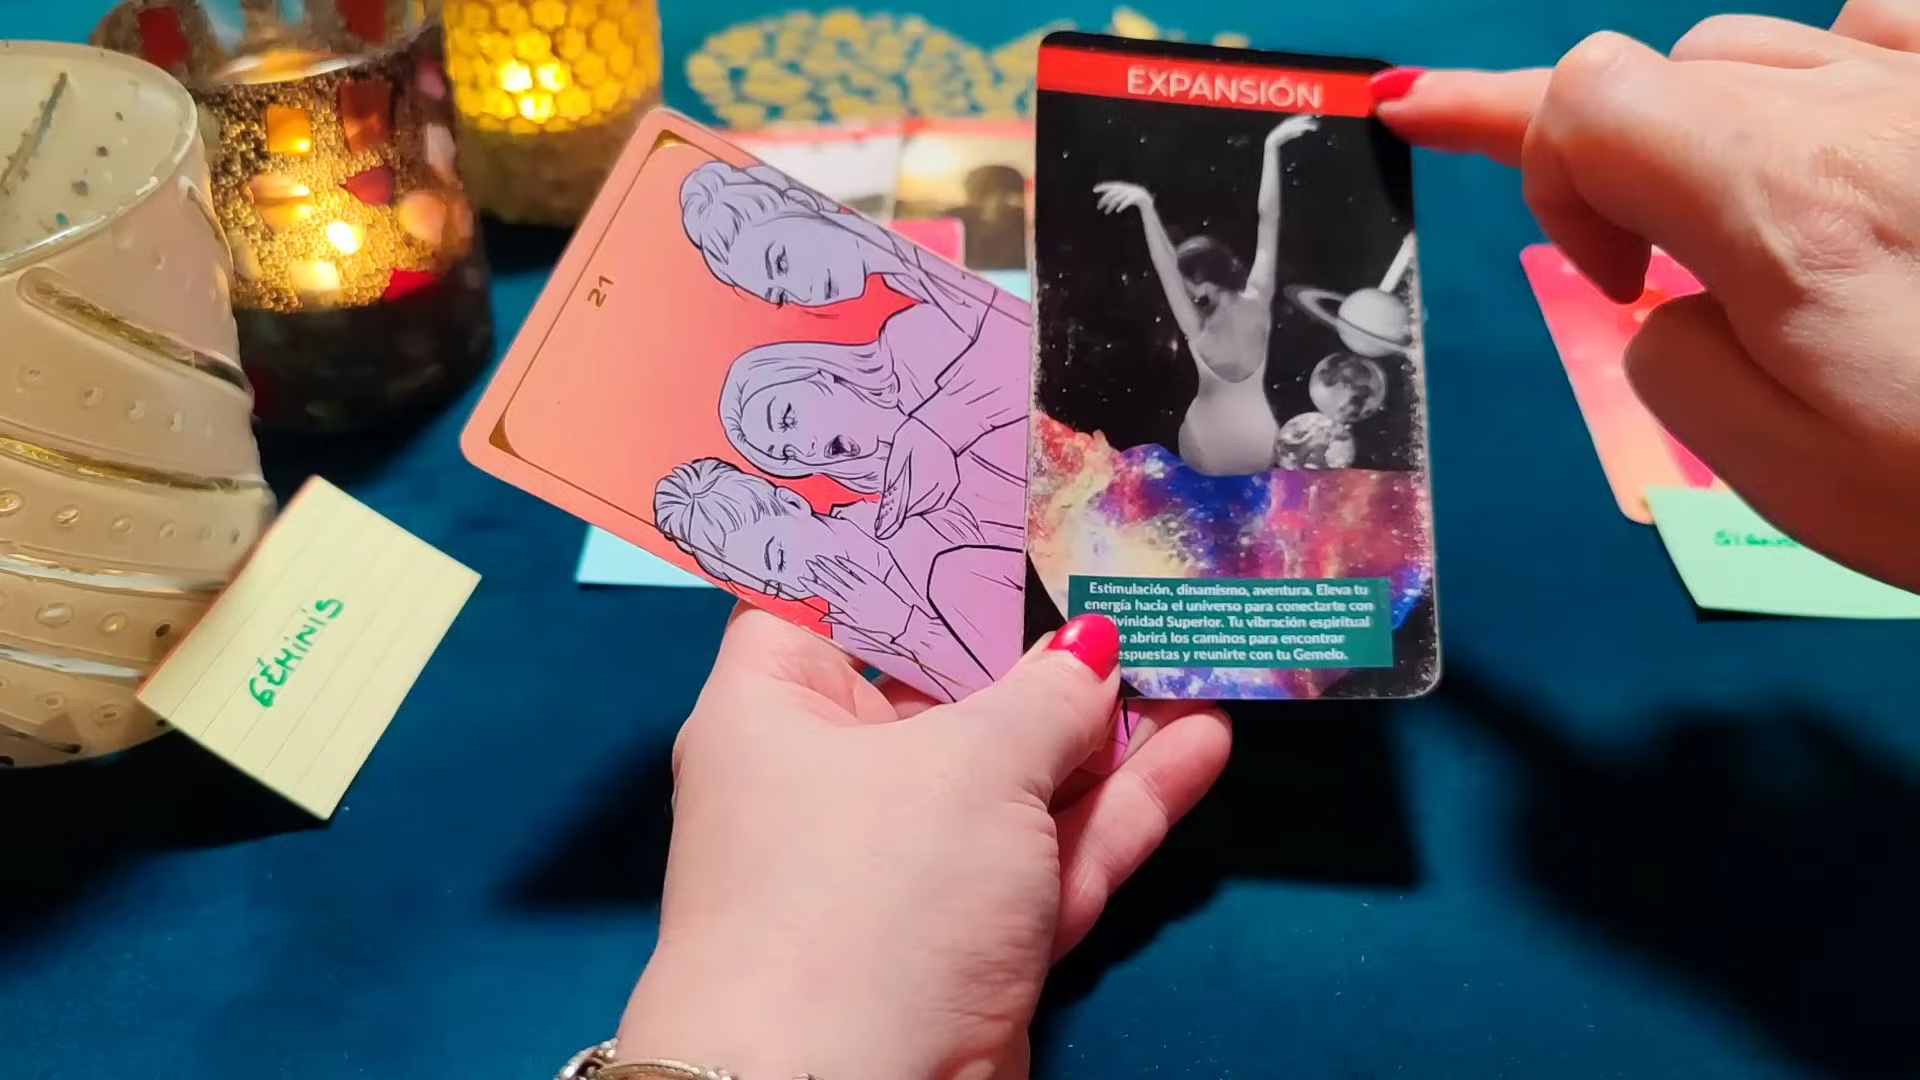 EXPANSIÓN
21
Estimulación, dinamismo, aventura. Eleva tu
energía hacia el universo para conectarte con
Divinidad Superior. Tu vibración espiritual
abrirá los caminos para encontrar
y reunirte con tu Gemelo.
GÉMINIS